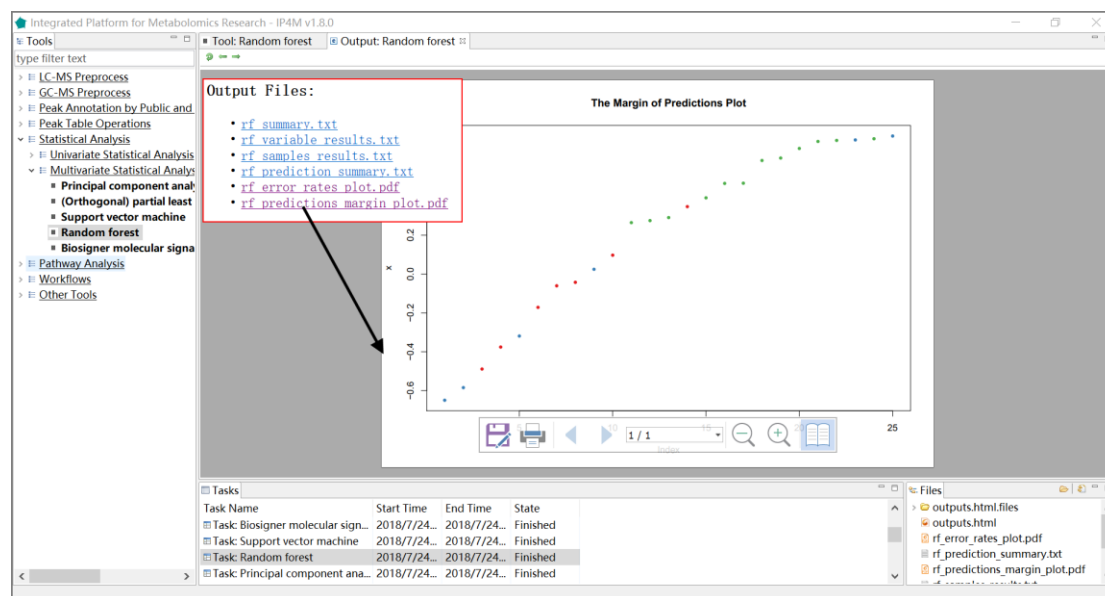 Integrated Platform for Metabolomics Research - IP4M v1.8.0
Tools
type filter text
LC-MS Preprocess
GC-MS Preprocess
Peak Annotation by Public and
Peak Table Operations
Statistical Analysis
Univariate Statistical Analysis
Multivariate Statistical Analys
Principal component anal
(Orthogonal) partial least
Support vector machine
Random forest
Biosigner molecular signa
Pathway Analysis
Workflows
Other Tools
Tool: Random forest
Output: Random forest
Output Files:
• rf_summary.txt
• rf_variable_results.txt
• rf_samples_results.txt
• rf_prediction_summary.txt
• rf_error_rates_plot.pdf
• rf_predictions_margin_plot.pdf
The Margin of Predictions Plot
x
0.2
0.0
−0.2
−0.4
−0.6
5
10
15
20
25
Index
1 / 1
Tasks
Task Name Start Time End Time State
Task: Biosigner molecular sign... 2018/7/24... 2018/7/24... Finished
Task: Support vector machine 2018/7/24... 2018/7/24... Finished
Task: Random forest 2018/7/24... 2018/7/24... Finished
Task: Principal component ana... 2018/7/24... 2018/7/24... Finished
Files
outputs.html.files
outputs.html
rf_error_rates_plot.pdf
rf_prediction_summary.txt
rf_predictions_margin_plot.pdf